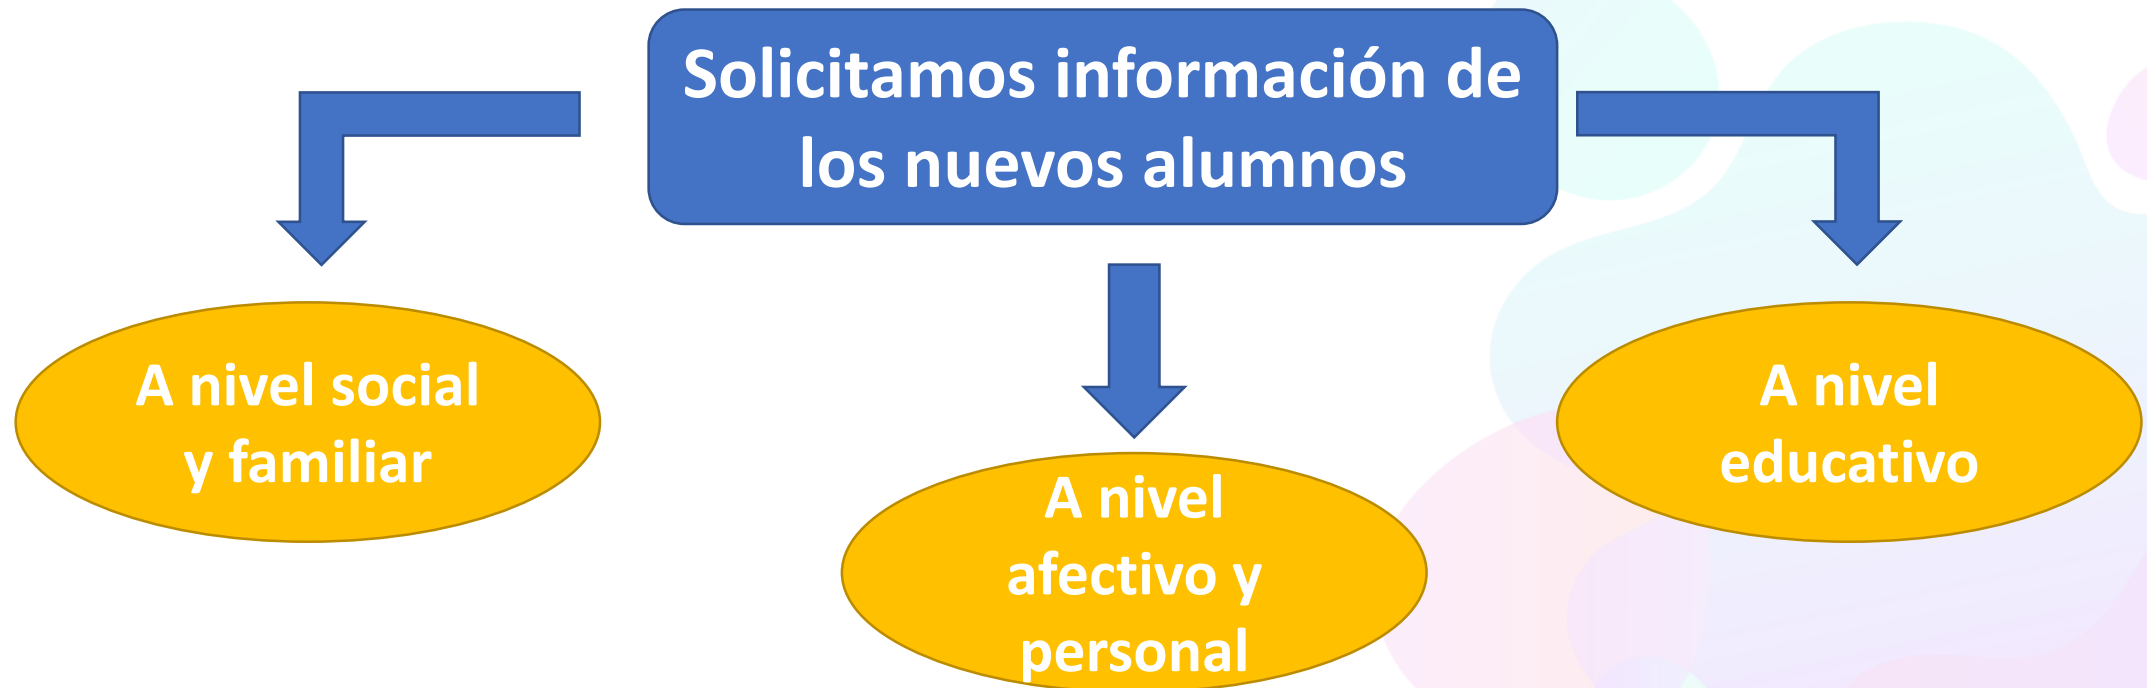 Solicitamos información de
los nuevos alumnos
A nivel social
y familiar
A nivel
afectivo y
personal
A nivel
educativo